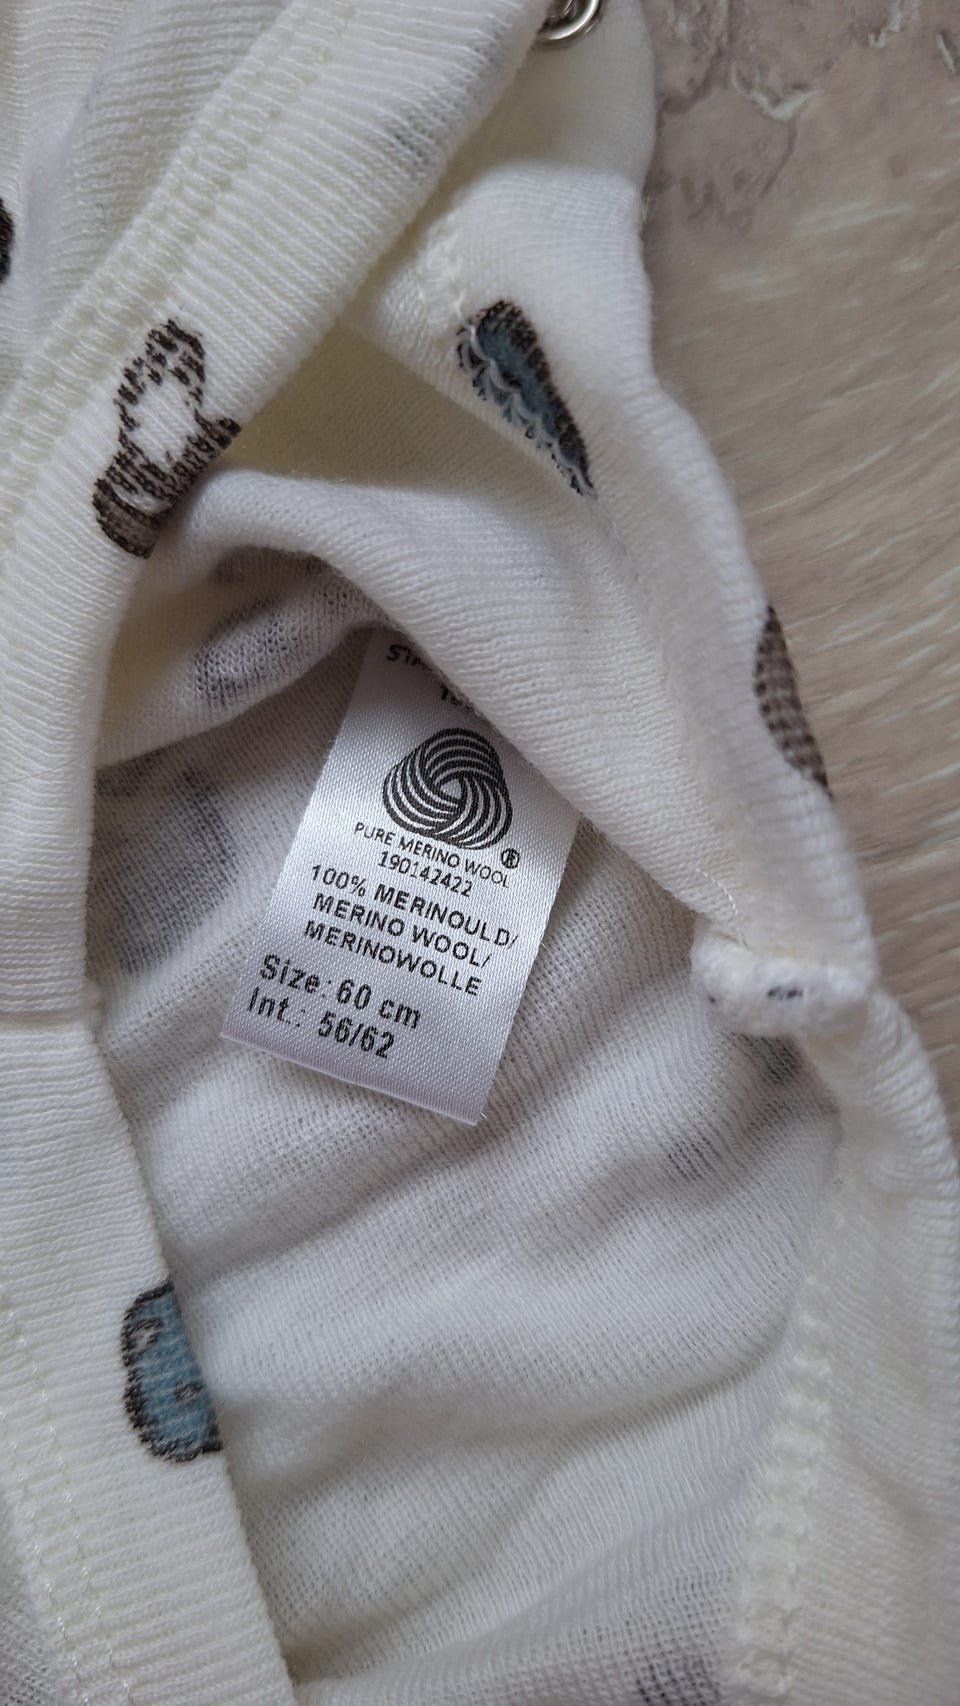 PURE MERINO WOOL ®
190142422
100% MERINOULD/
MERINO WOOL/
MERINOWOLLE
Size: 60 cm
Int.: 56/62